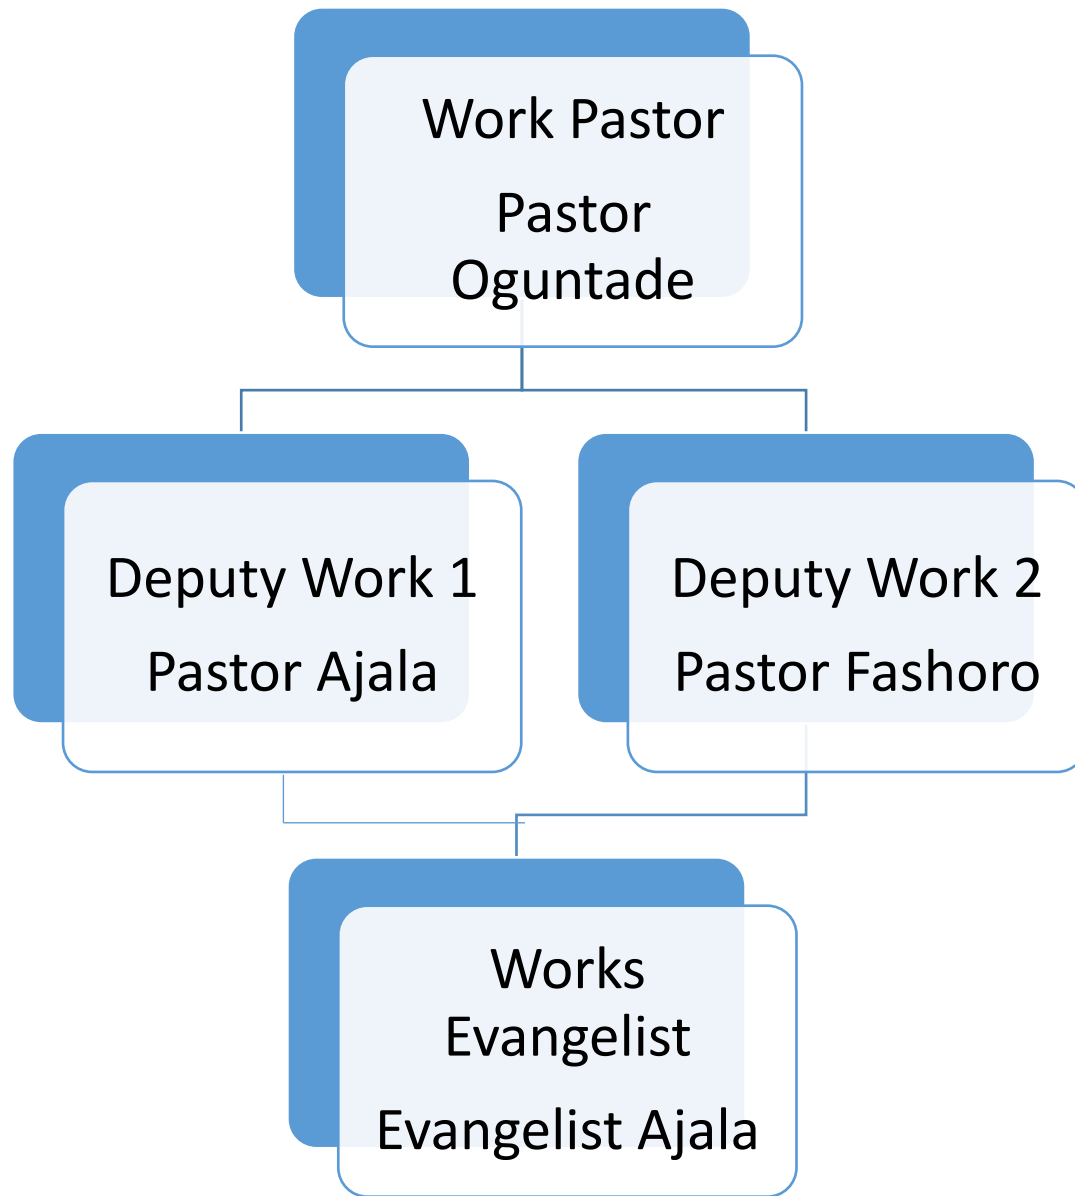 Work Pastor
Pastor
Oguntade
Deputy Work 1
Pastor Ajala
Deputy Work 2
Pastor Fashoro
Works
Evangelist
Evangelist Ajala